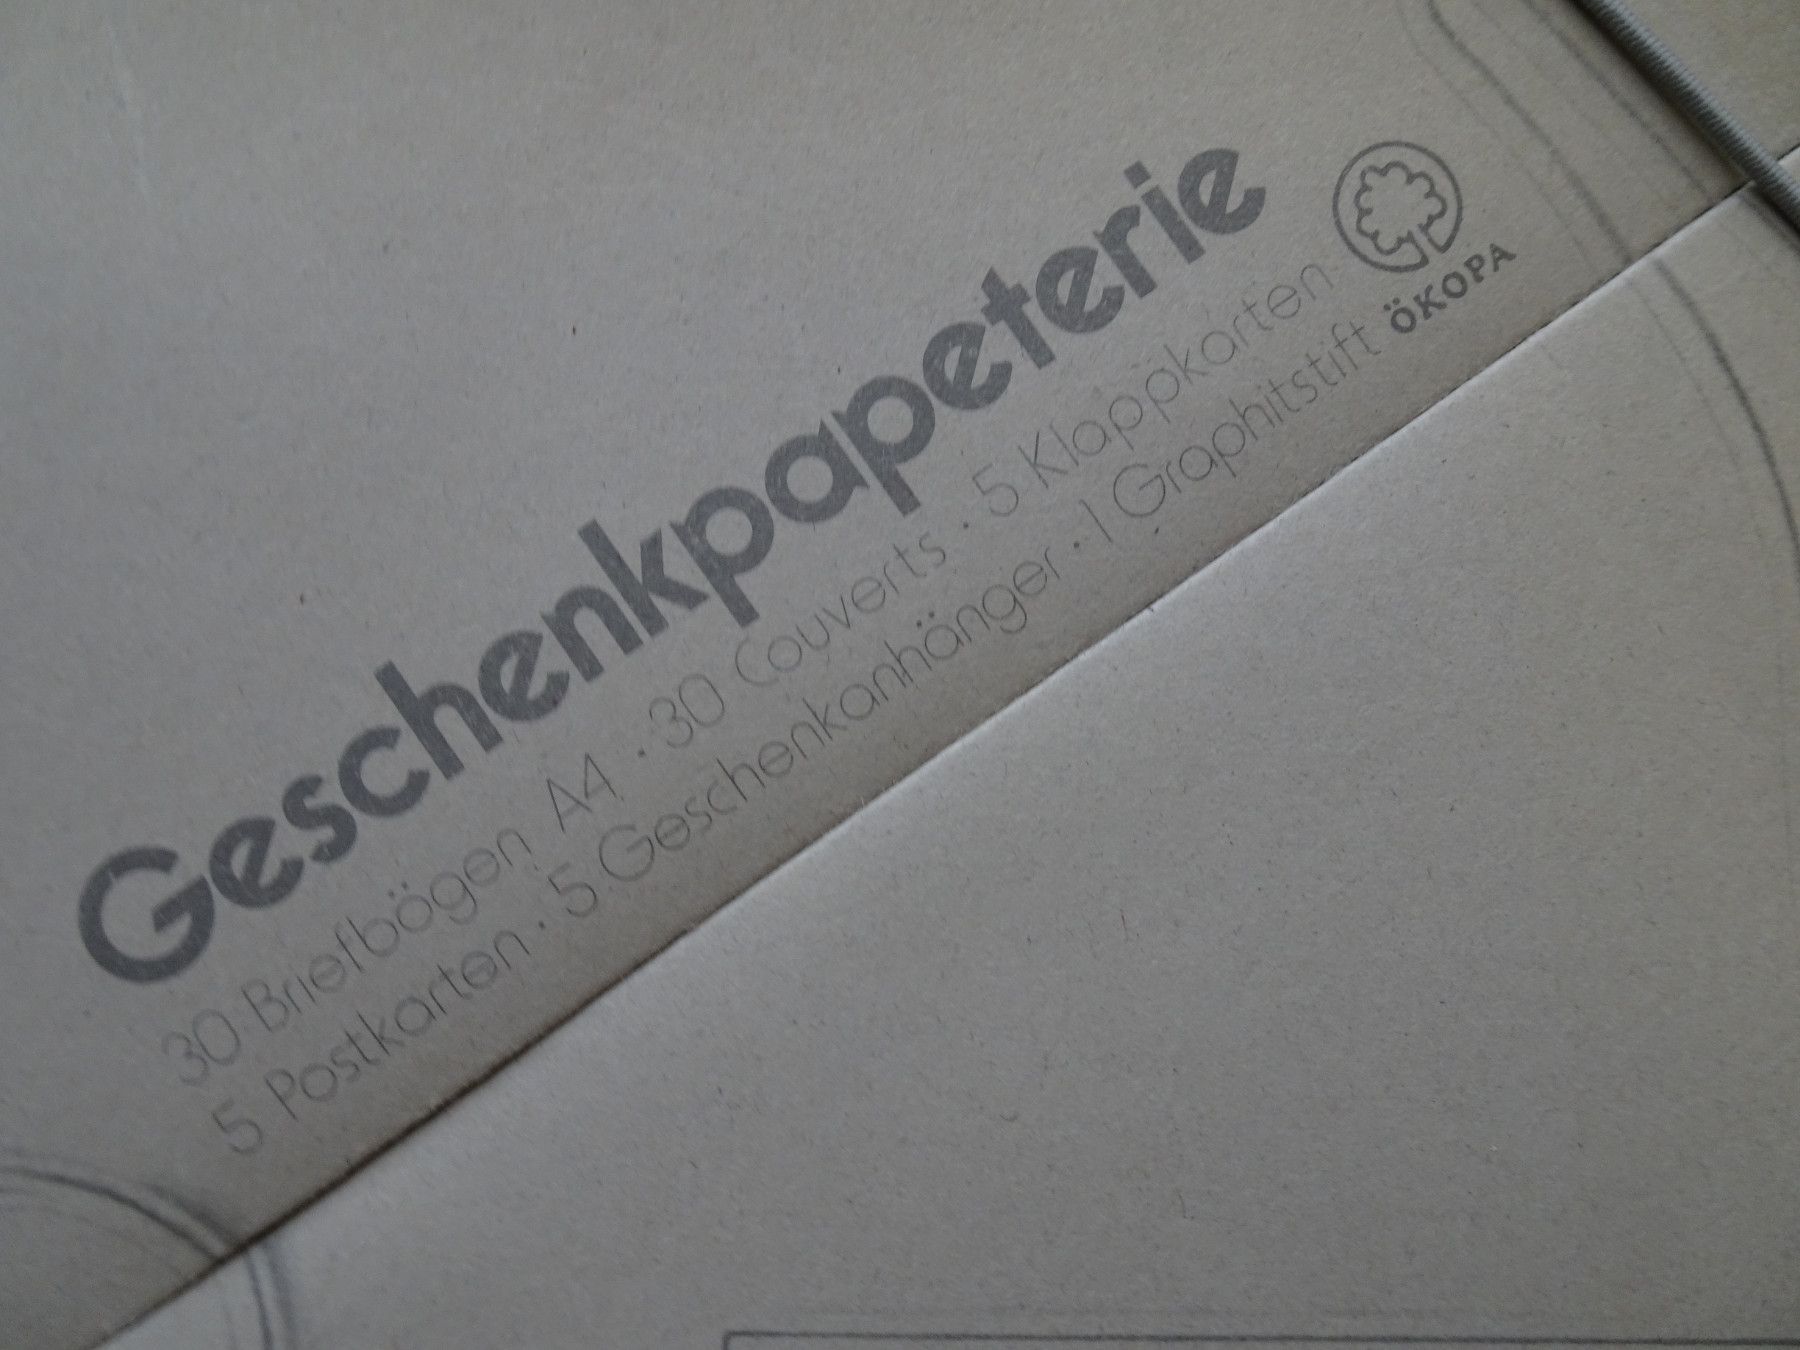 Geschenkpapeterie
30 Briefbögen A4 · 30 Couverts · 5 Klappkarten
5 Postkarten · 5 Geschenkanhänger · 1 Graphitstift
ÖKOPA